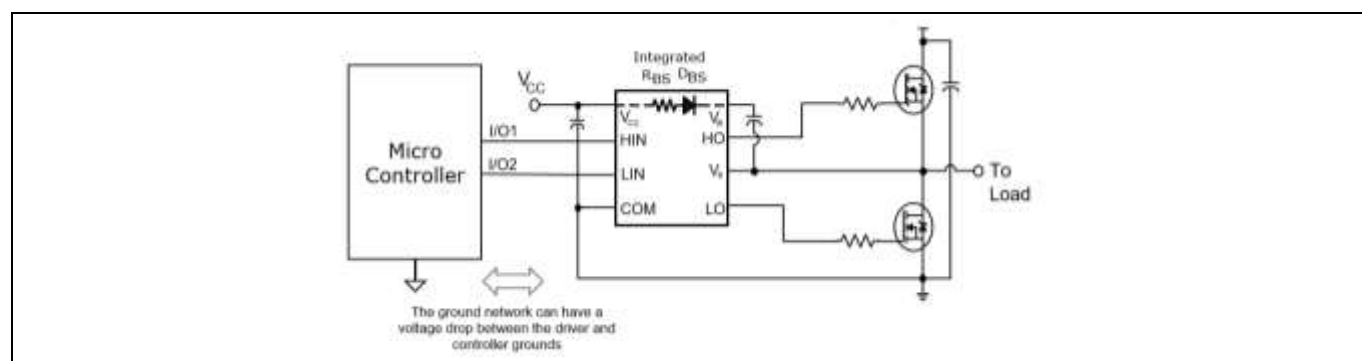 Integrated
RBS DBS
VCC
VCC
VB
I/O1
HIN
HO
Micro
Controller
I/O2
LIN
VS
To
Load
COM
LO
The ground network can have a
voltage drop between the driver and
controller grounds